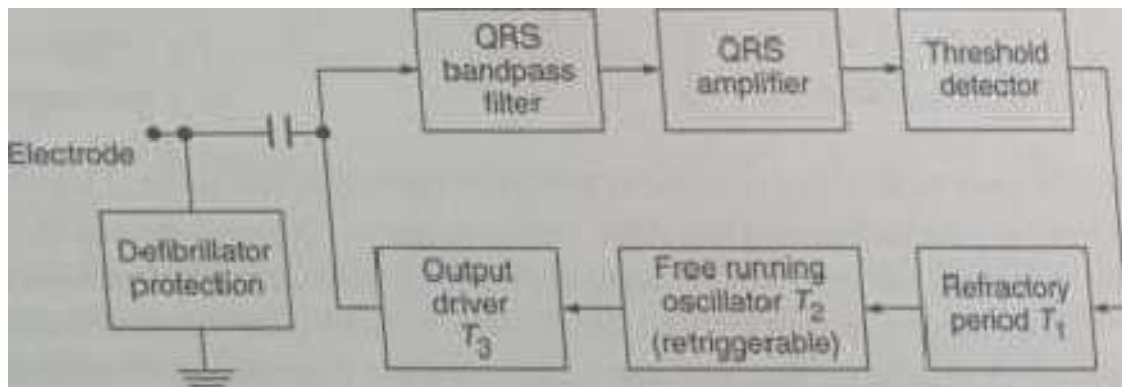 QRS
bandpass
filter
QRS
amplifier
Threshold
detector
Electrode
Defibrillator
protection
Output
driver
T3
Free running
oscillator T2
(retriggerable)
Refractory
period T1